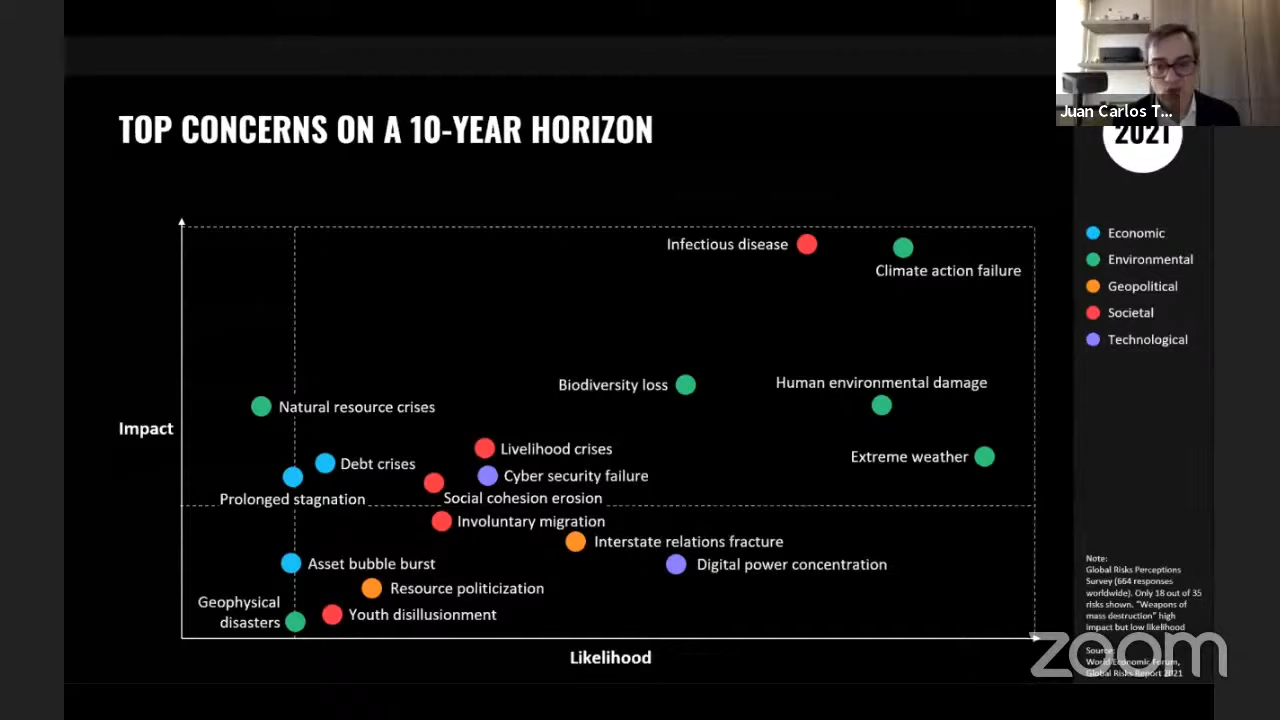 Juan Carlos T...
TOP CONCERNS ON A 10-YEAR HORIZON
2021
Infectious disease
Climate action failure
Biodiversity loss
Human environmental damage
Natural resource crises
Impact
Livelihood crises
Extreme weather
Debt crises
Cyber security failure
Prolonged stagnation
Social cohesion erosion
Involuntary migration
Interstate relations fracture
Asset bubble burst
Digital power concentration
Resource politicization
Geophysical
disasters
Youth disillusionment
Likelihood
Economic
Environmental
Geopolitical
Societal
Technological
Note:
Global Risks Perceptions
Survey (664 responses
worldwide). Only 18 out of 35
risks shown. "Weapons of
mass destruction" high
impact but low likelihood
Source:
World Economic Forum,
Global Risks Report 2021
zoom